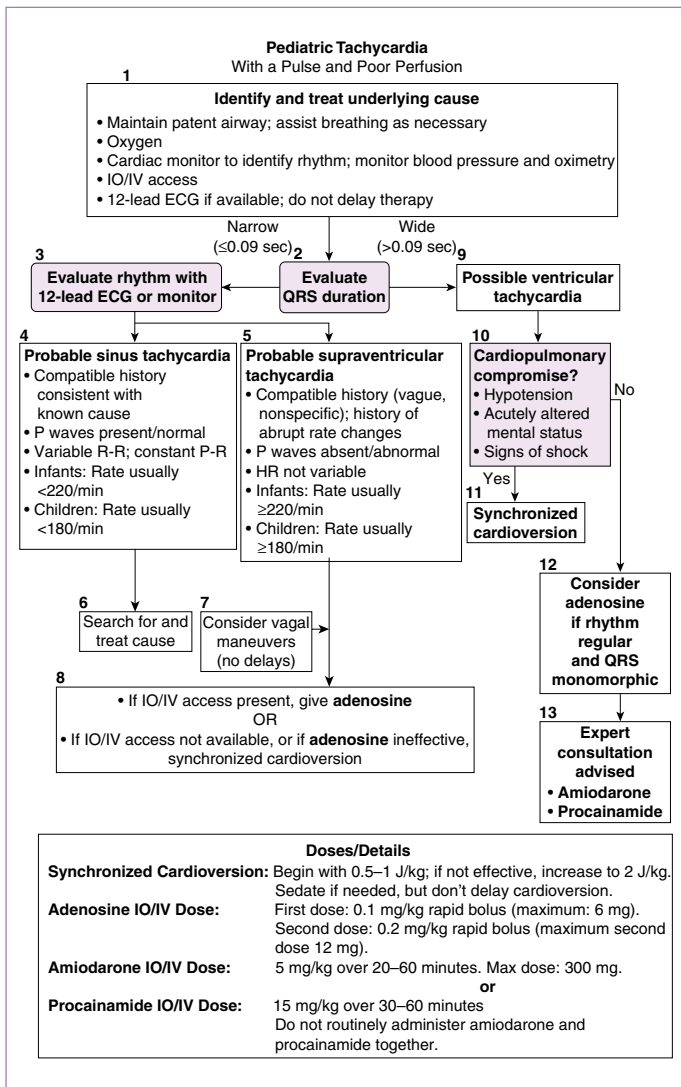 Pediatric Tachycardia
With a Pulse and Poor Perfusion
1
Identify and treat underlying cause
• Maintain patent airway; assist breathing as necessary
• Oxygen
• Cardiac monitor to identify rhythm; monitor blood pressure and oximetry
• IO/IV access
• 12-lead ECG if available; do not delay therapy
Narrow
(≤0.09 sec)
Wide
(>0.09 sec)
3
Evaluate rhythm with
12-lead ECG or monitor
2
Evaluate
QRS duration
9
Possible ventricular
tachycardia
4
Probable sinus tachycardia
• Compatible history
consistent with
known cause
• P waves present/normal
• Variable R-R; constant P-R
• Infants: Rate usually
<220/min
• Children: Rate usually
<180/min
5
Probable supraventricular
tachycardia
• Compatible history (vague,
nonspecific); history of
abrupt rate changes
• P waves absent/abnormal
• HR not variable
• Infants: Rate usually
≥220/min
• Children: Rate usually
≥180/min
10
Cardiopulmonary
compromise?
• Hypotension
• Acutely altered
mental status
• Signs of shock
No
Yes
11
Synchronized
cardioversion
6
Search for and
treat cause
7
Consider vagal
maneuvers
(no delays)
12
Consider
adenosine
if rhythm
regular
and QRS
monomorphic
8
• If IO/IV access present, give adenosine
OR
• If IO/IV access not available, or if adenosine ineffective,
synchronized cardioversion
13
Expert
consultation
advised
• Amiodarone
• Procainamide
Doses/Details
Synchronized Cardioversion: Begin with 0.5–1 J/kg; if not effective, increase to 2 J/kg.
Sedate if needed, but don't delay cardioversion.
Adenosine IO/IV Dose: First dose: 0.1 mg/kg rapid bolus (maximum: 6 mg).
Second dose: 0.2 mg/kg rapid bolus (maximum second
dose 12 mg).
Amiodarone IO/IV Dose: 5 mg/kg over 20–60 minutes. Max dose: 300 mg.
or
Procainamide IO/IV Dose: 15 mg/kg over 30–60 minutes
Do not routinely administer amiodarone and
procainamide together.